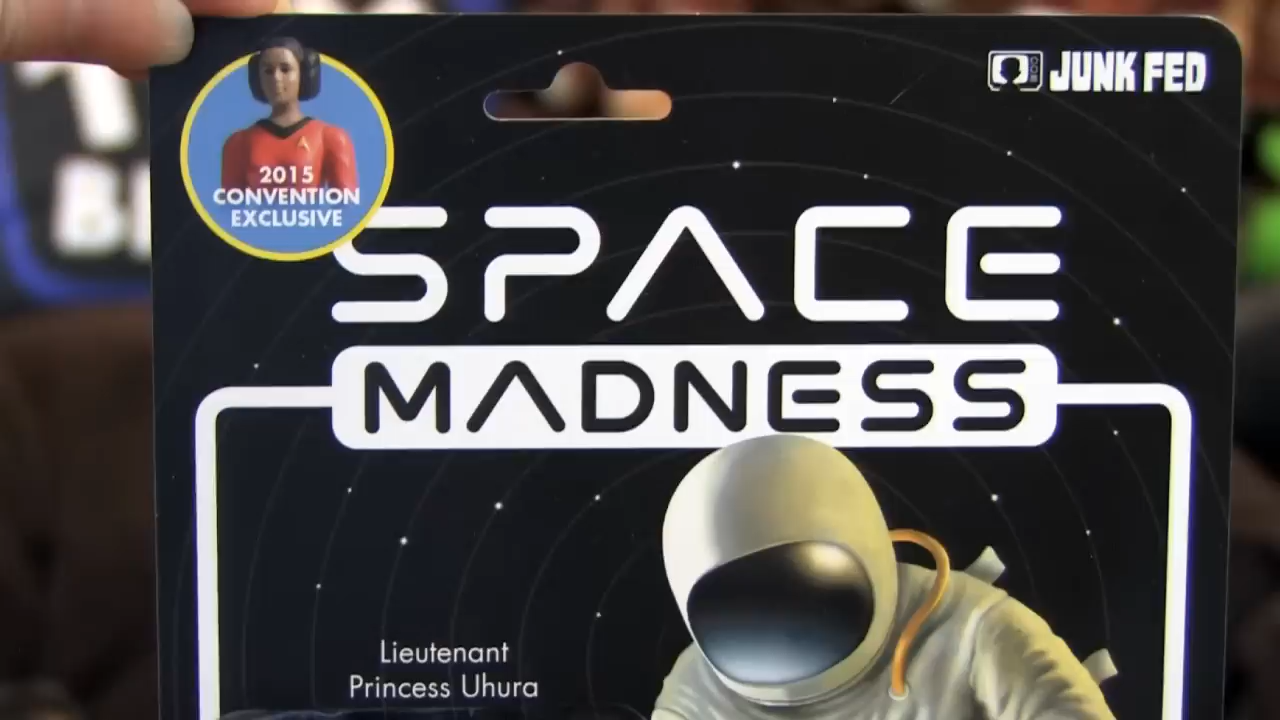 2015
CONVENTION
EXCLUSIVE
JUNK FED
SPACE
MADNESS
Lieutenant
Princess Uhura